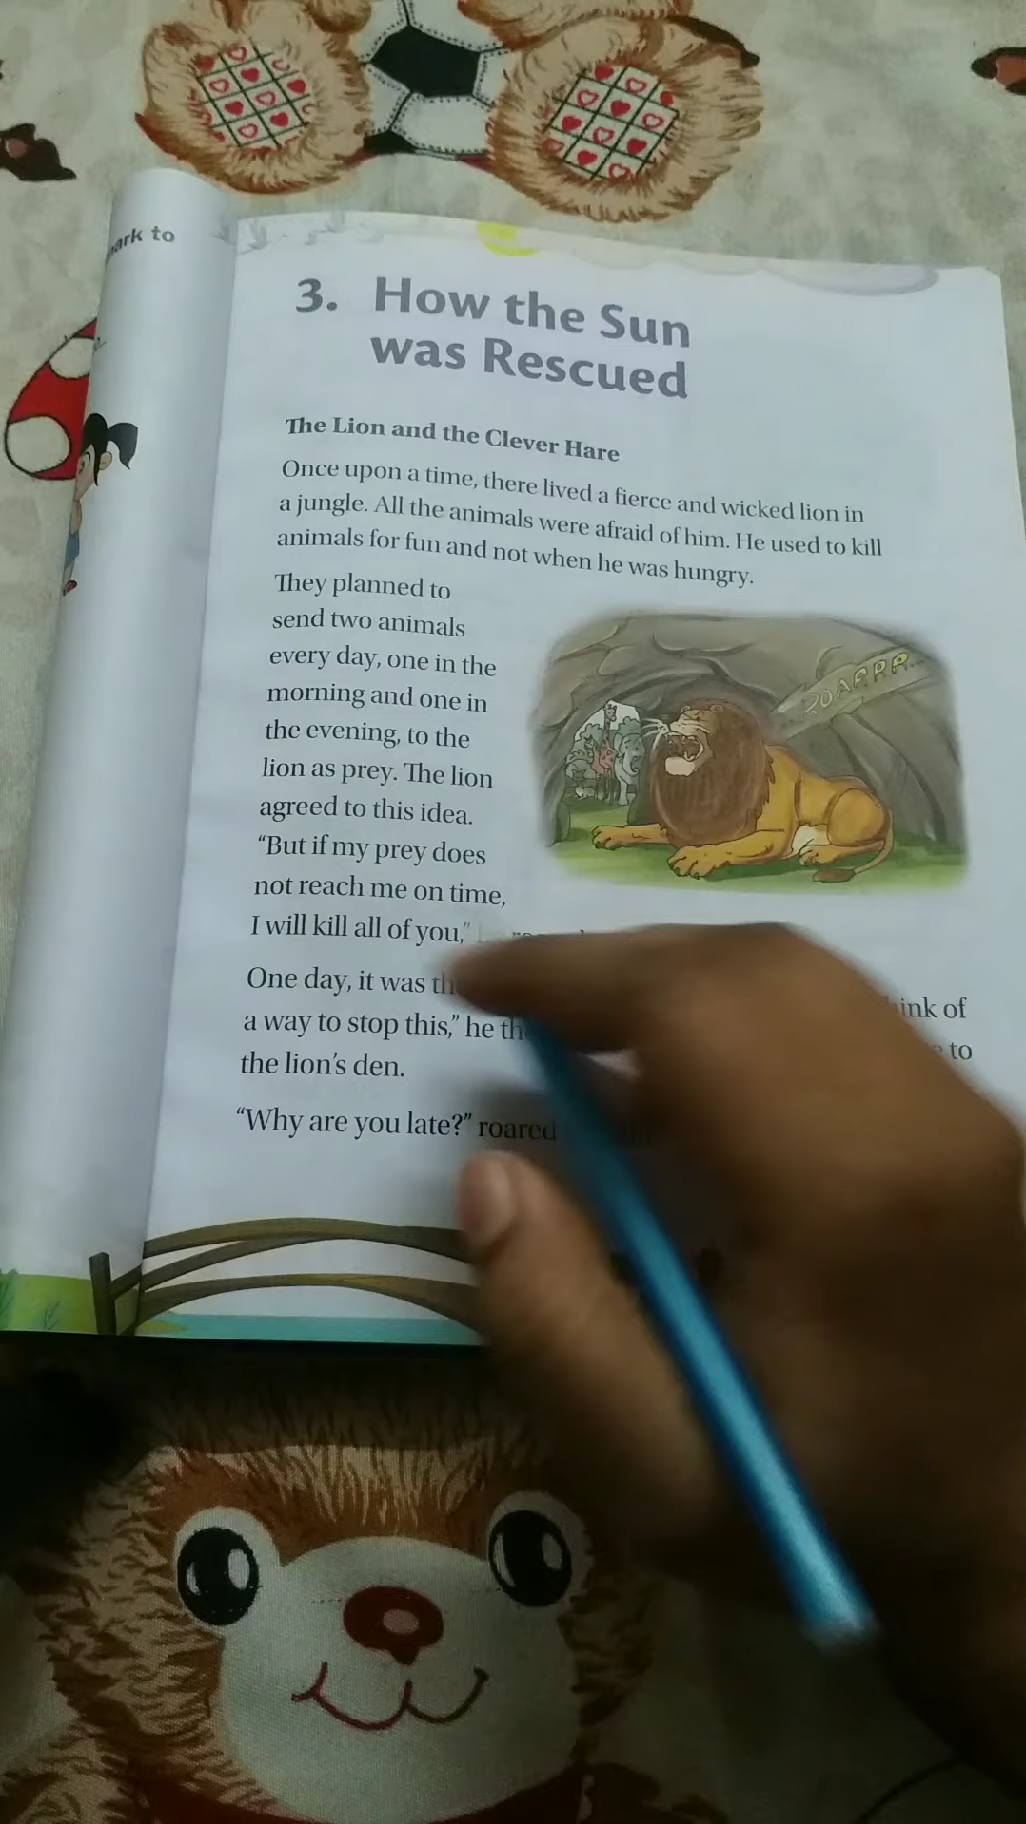 ark to
3. How the Sun
was Rescued
The Lion and the Clever Hare
Once upon a time, there lived a fierce and wicked lion in
a jungle. All the animals were afraid of him. He used to kill
animals for fun and not when he was hungry.
They planned to
send two animals
every day, one in the
morning and one in
the evening, to the
lion as prey. The lion
agreed to this idea.
“But if my prey does
not reach me on time,
I will kill all of you,”
ROARRR...
One day, it was of
a way to stop this,” he to
the lion’s den.
“Why are you late?” roared